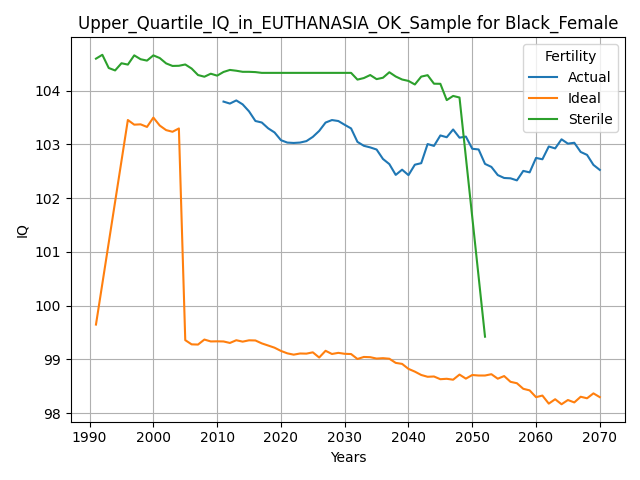 Upper_Quartile_IQ_in_EUTHANASIA_OK_Sample for Black_Female
Fertility
Actual
Ideal
Sterile
104
103
102
101
100
99
98
IQ
1990 2000 2010 2020 2030 2040 2050 2060 2070
Years